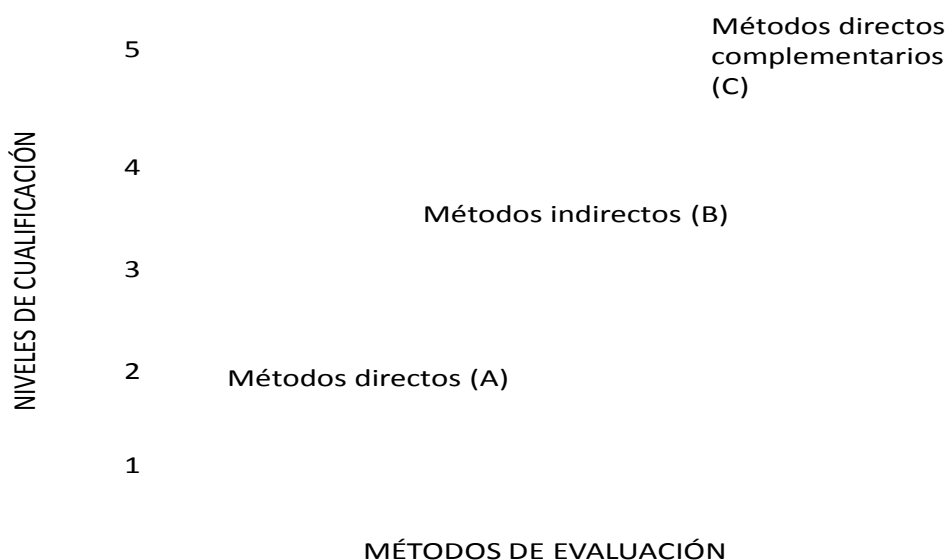 Métodos directos
complementarios
(C)
5
4
Métodos indirectos (B)
3
2
Métodos directos (A)
1
NIVELES DE CUALIFICACIÓN
MÉTODOS DE EVALUACIÓN